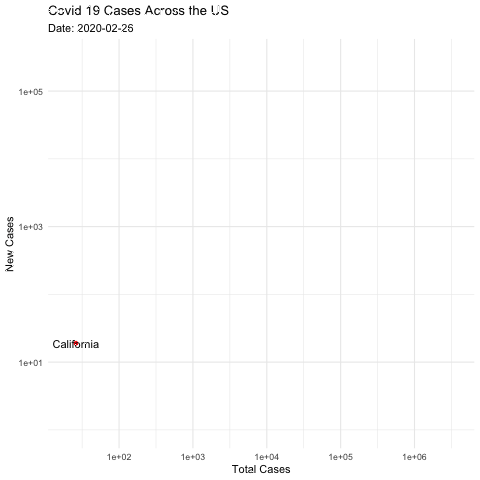 Covid 19 Cases Across the US
Date: 2020-02-26
1e+05
1e+03
1e+01
New Cases
California
1e+02 1e+03 1e+04 1e+05 1e+06
Total Cases